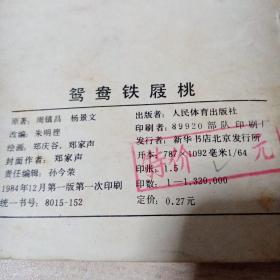 鸳鸯铁屐桃
原著：周镇昌 杨景文
改编：朱明挫
绘画：郑庆谷、郑家声
封面作者：郑家声
责任编辑：孙今荣
1984年12月第一版第一次印刷
统一书号：8015-152
出版者：人民体育出版社
印刷者：89920部队印刷厂
发行者：新华书店北京发行所
开本：787×1092毫米1/64
印张：1.5
印数：1-1,320,000
定价：0.27元
特价 元